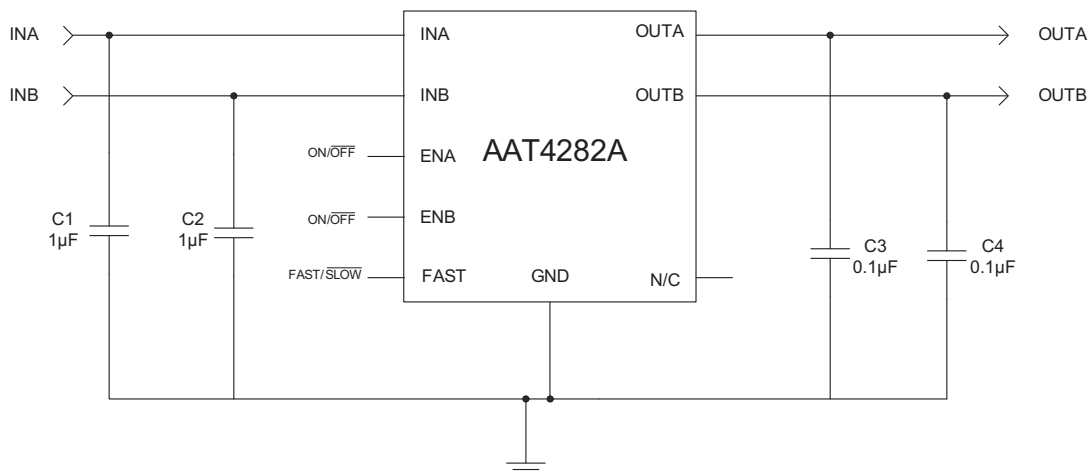 INA
INA
OUTA
OUTA
INB
INB
OUTB
OUTB
AAT4282A
ON/OFF
ENA
ON/OFF
ENB
C1
1µF
C2
1µF
C3
0.1µF
C4
0.1µF
FAST/SLOW
FAST
GND
N/C